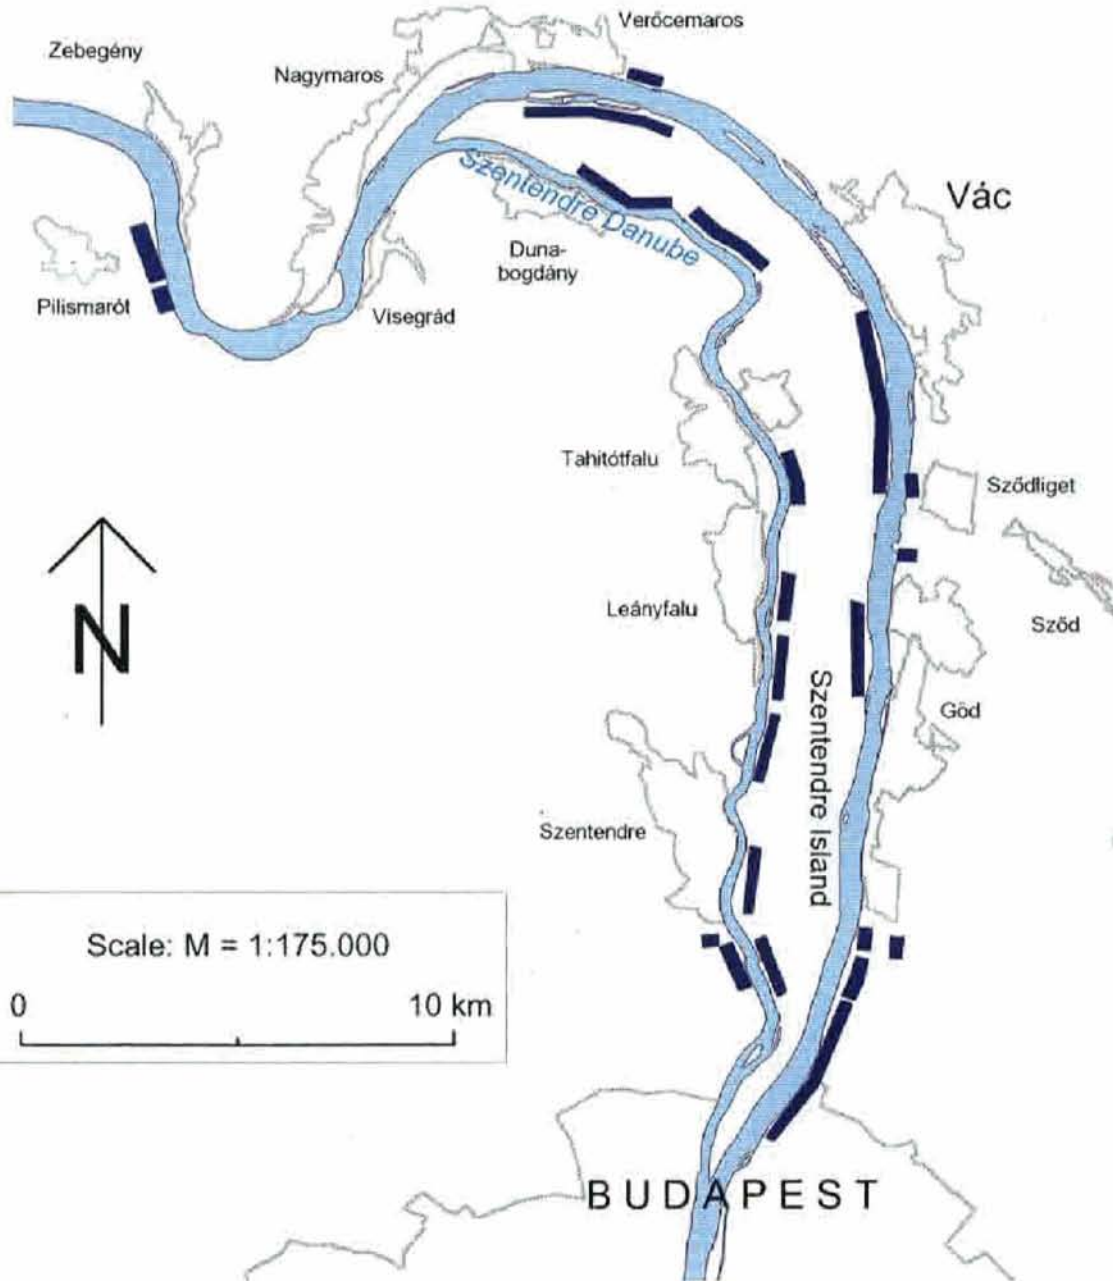 Verőcemaros
Zebegény
Nagymaros
Vác
Szentendre Danube
Duna-
bogdány
Pilismarót
Visegrád
Tahitótfalu
Sződliget
N
Leányfalu
Sződ
Szentendre Island
Göd
Szentendre
Scale: M = 1:175.000
0 10 km
BUDAPEST